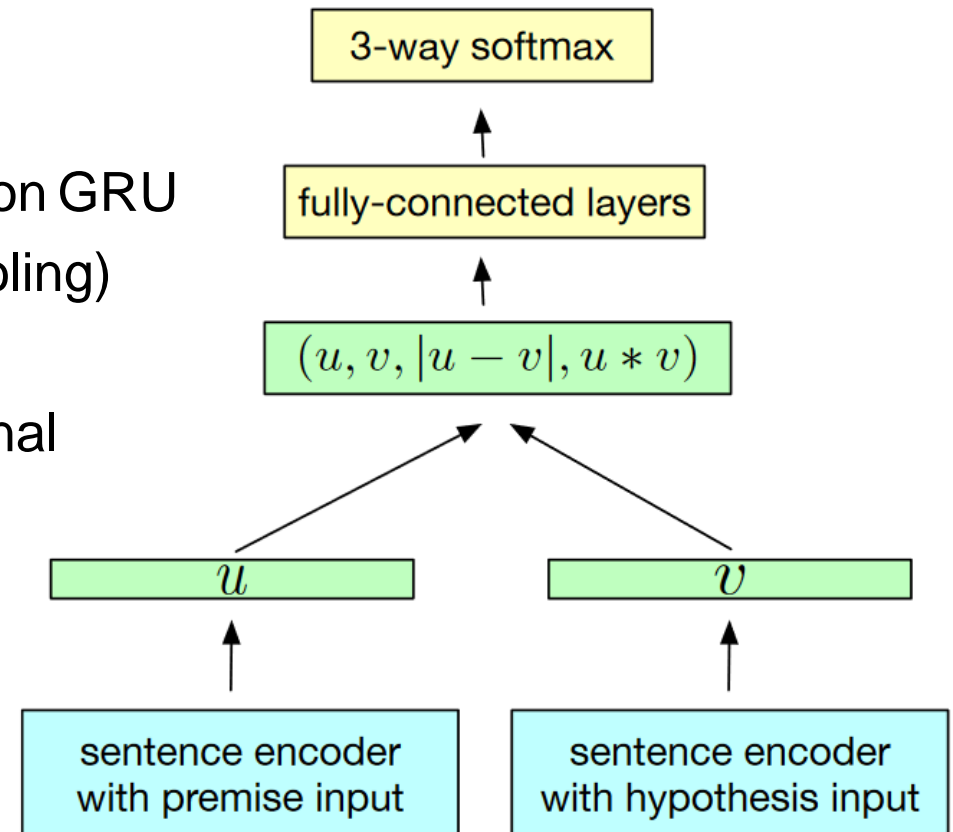 on GRU
oling)
nal
3-way softmax
fully-connected layers
(u, v, |u − v|, u ∗ v)
u
v
sentence encoder
with premise input
sentence encoder
with hypothesis input